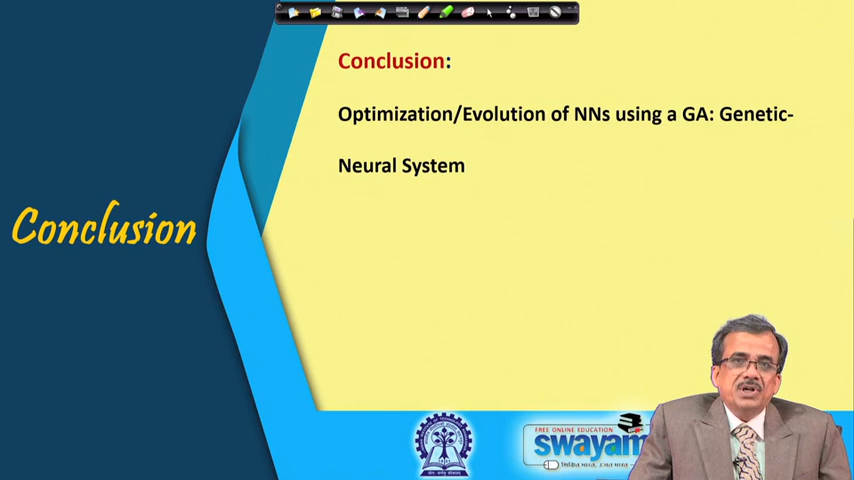 Conclusion:
Optimization/Evolution of NNs using a GA: Genetic-
Neural System
Conclusion
FREE ONLINE EDUCATION
swayam